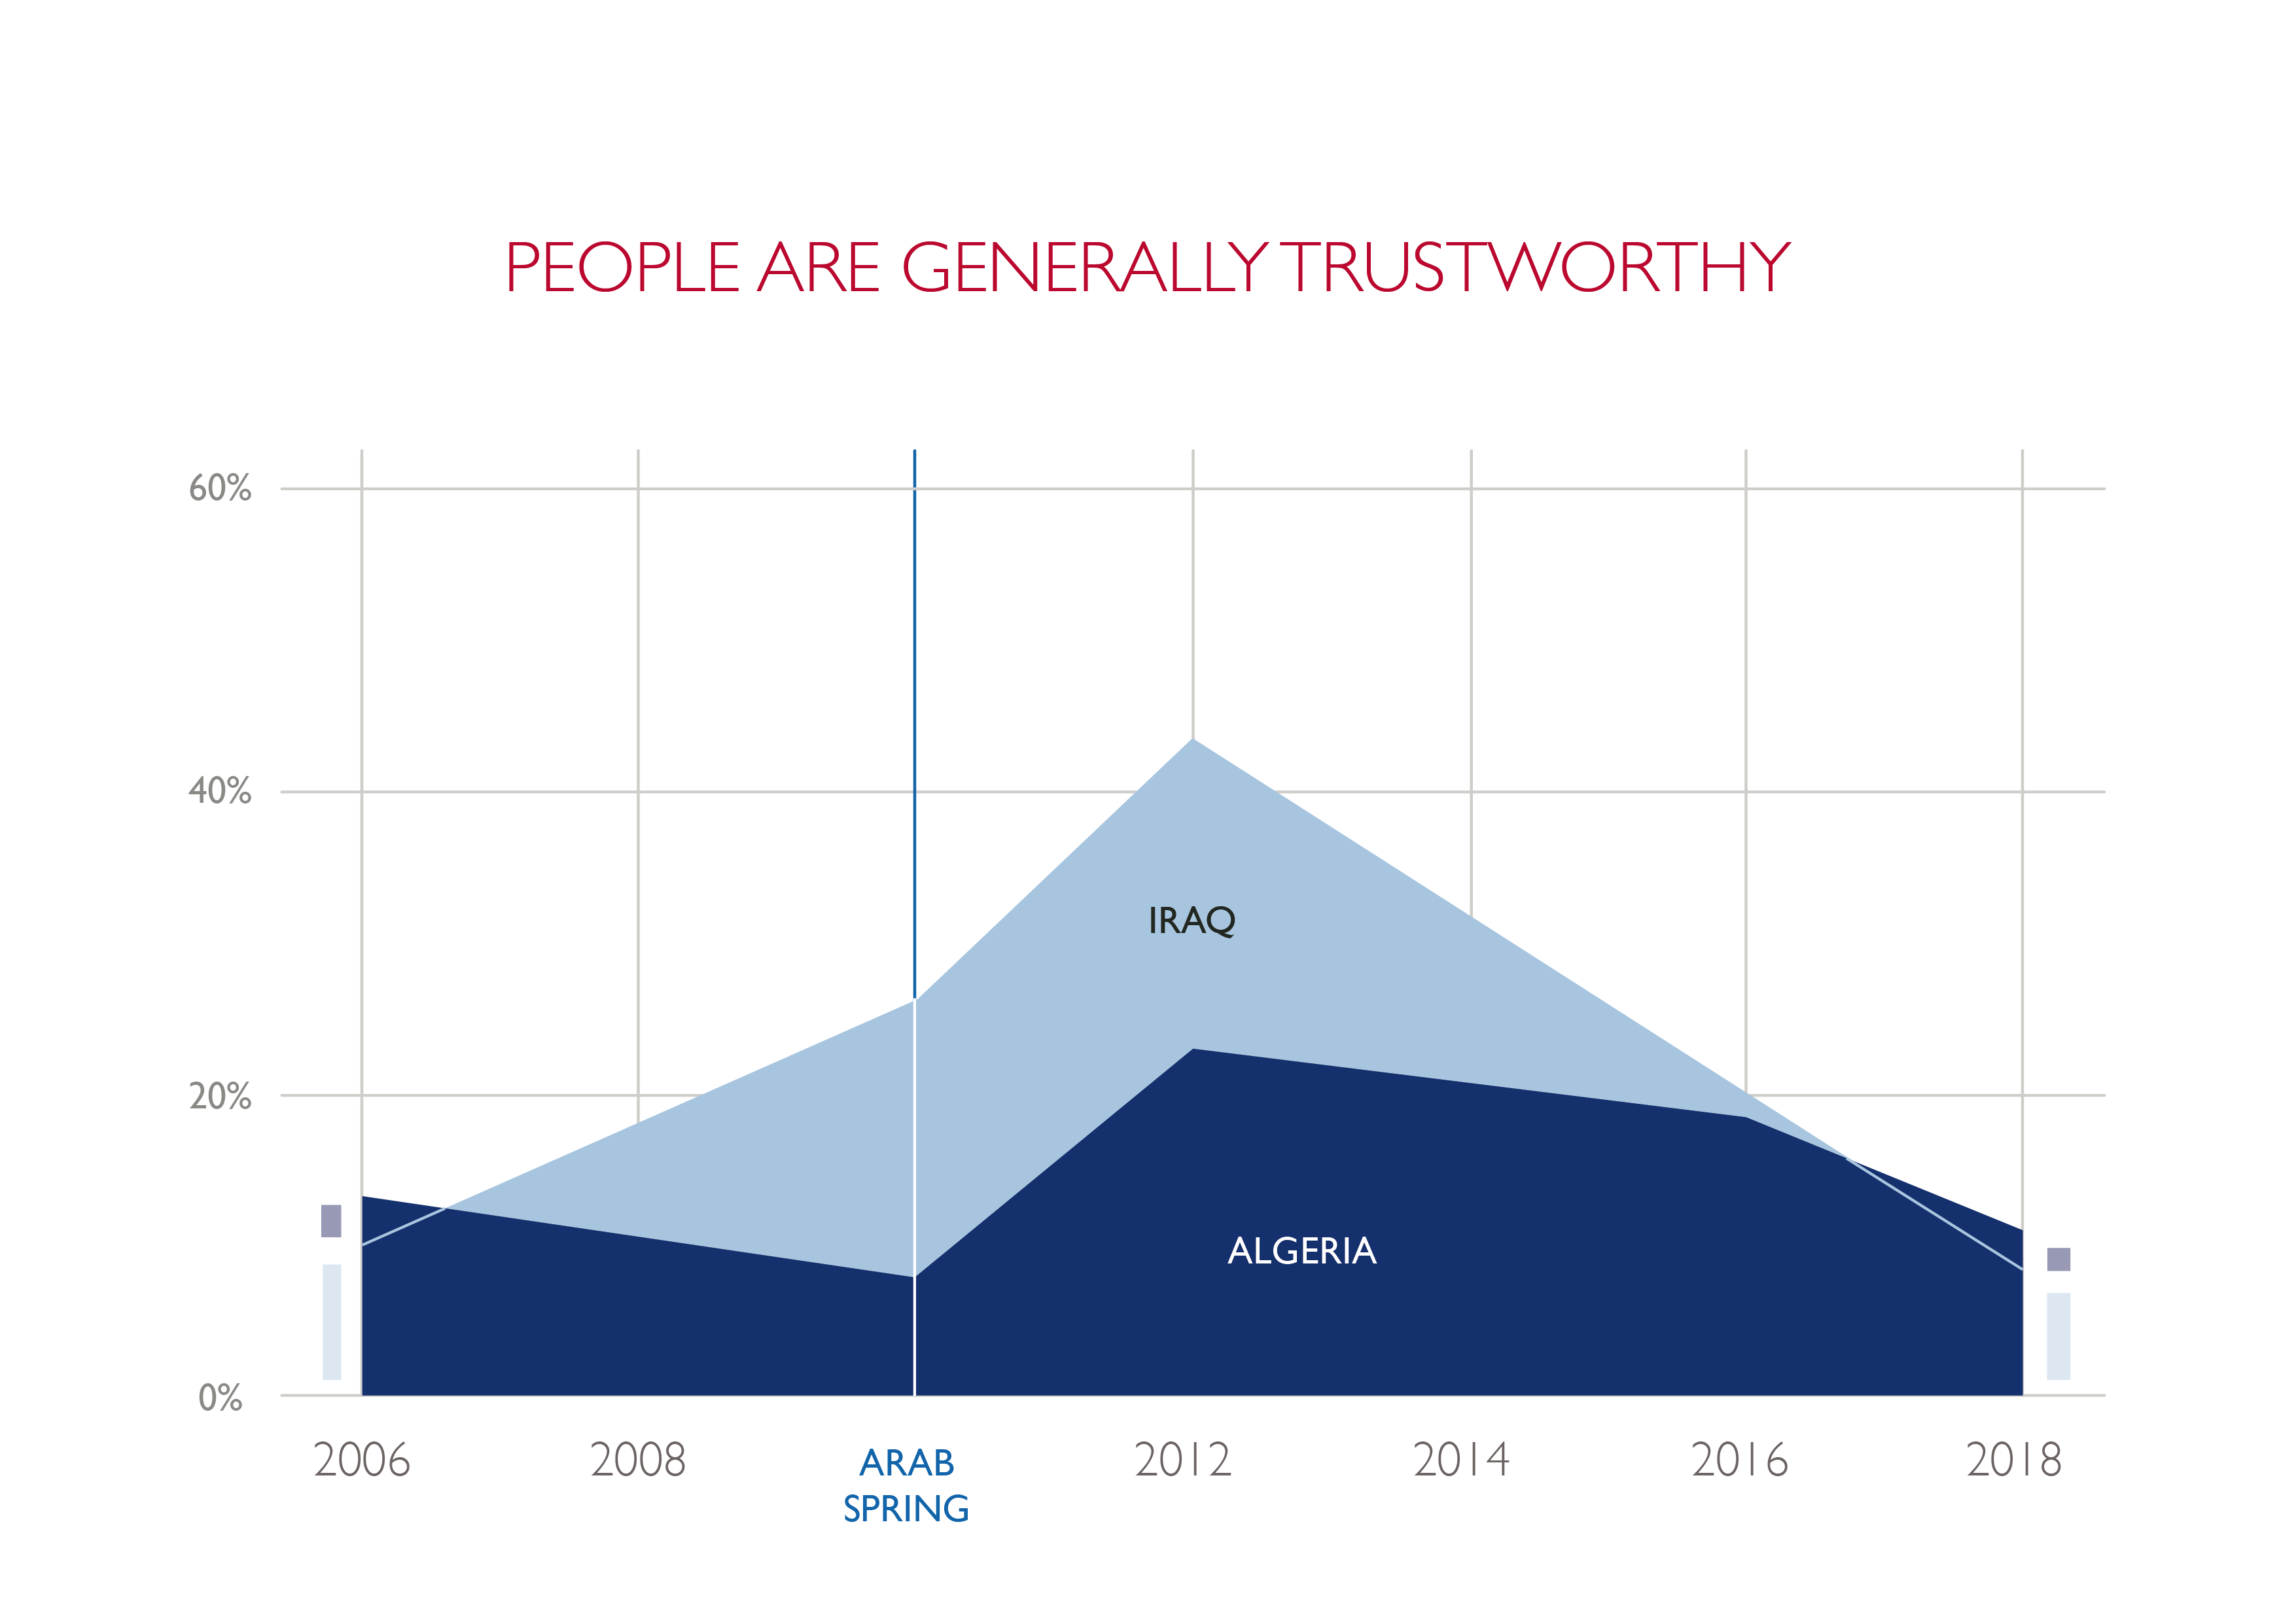 PEOPLE ARE GENERALLY TRUSTWORTHY
60%
40%
IRAQ
20%
ALGERIA
0%
2006 2008 ARAB SPRING 2012 2014 2016 2018